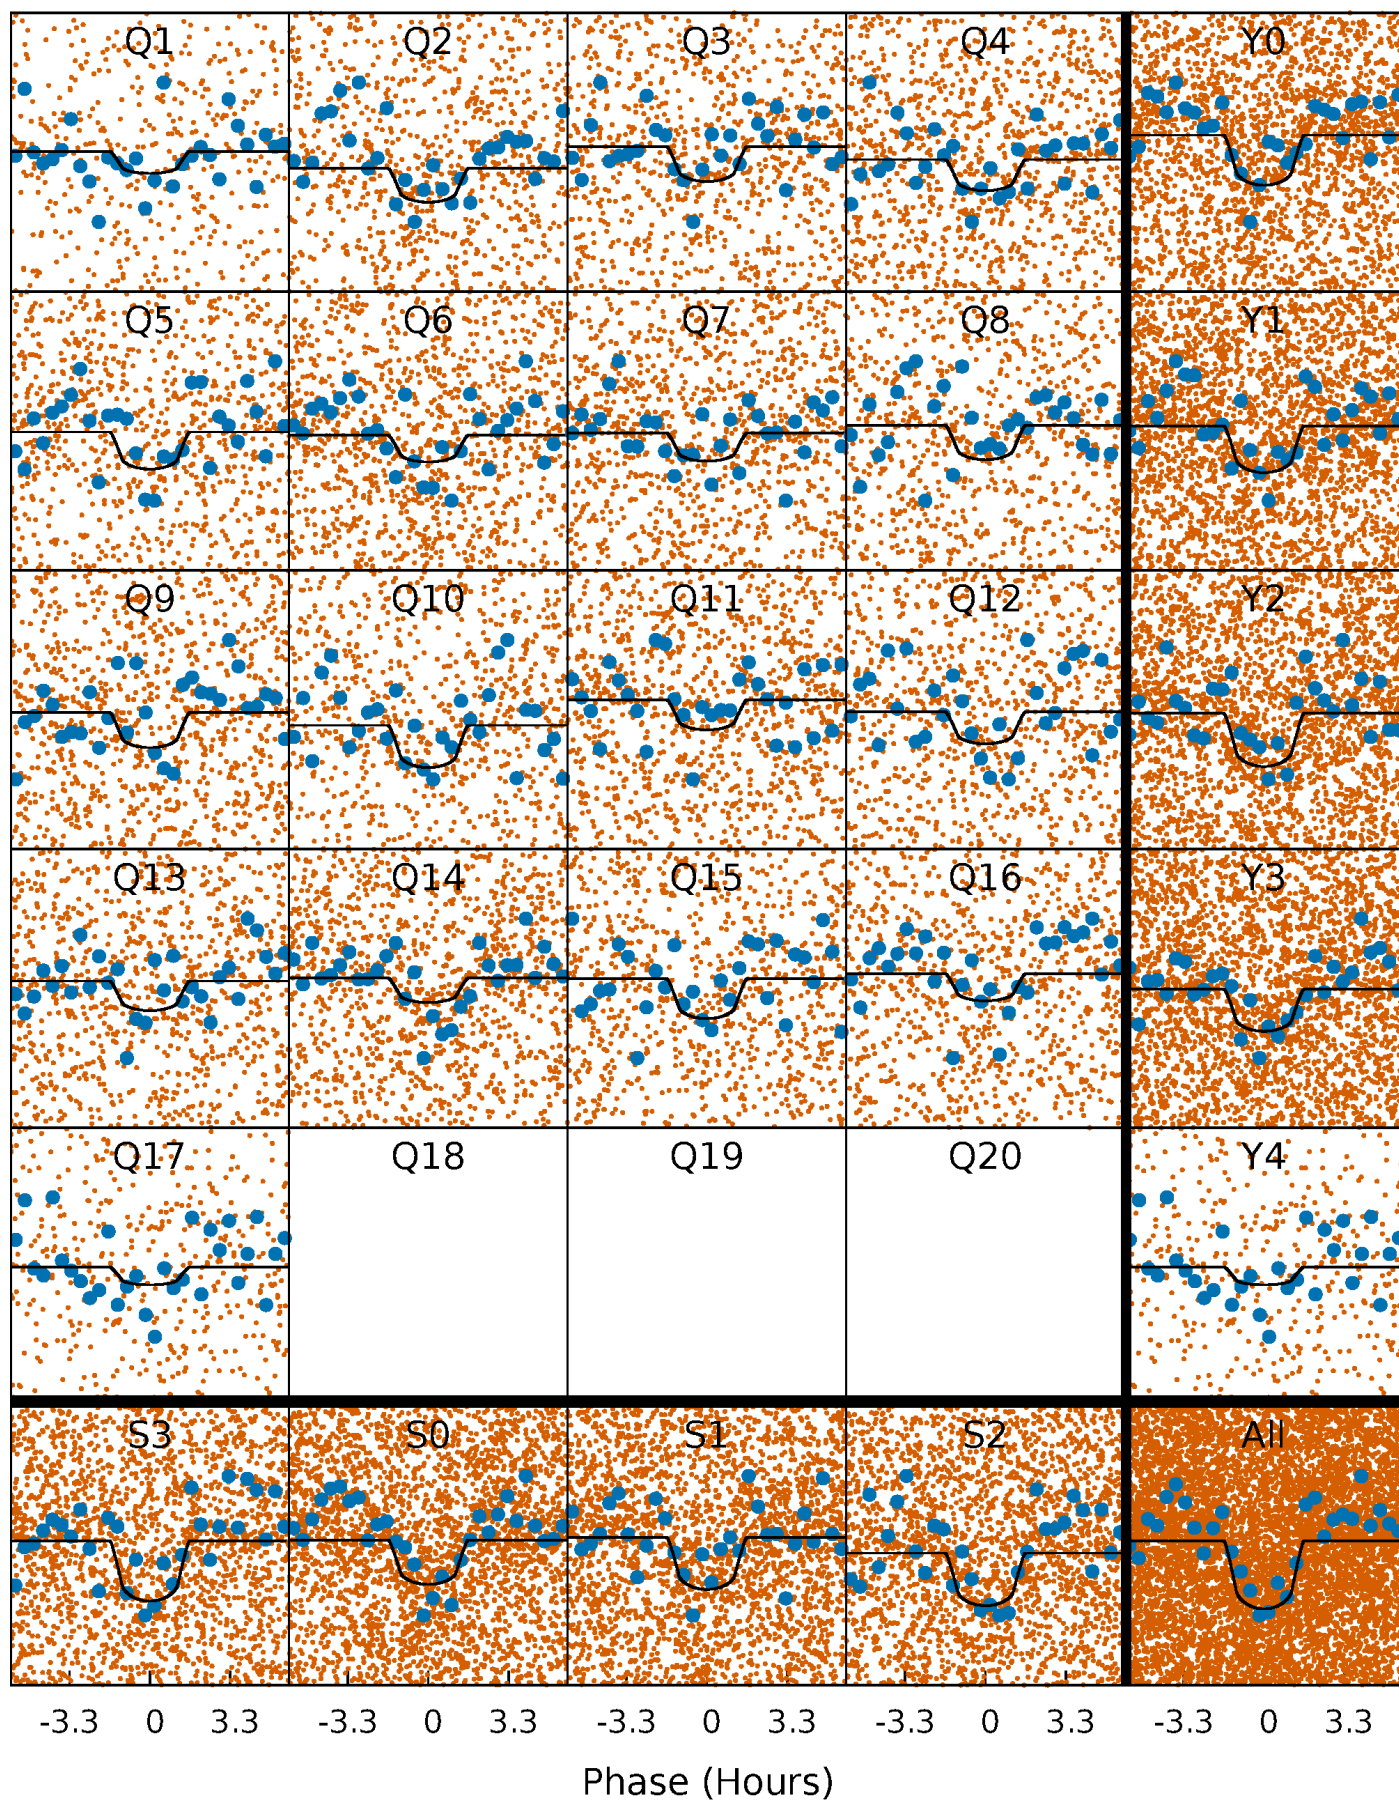 Q1 Q2 Q3 Q4 Y0
Q5 Q6 Q7 Q8 Y1
Q9 Q10 Q11 Q12 Y2
Q13 Q14 Q15 Q16 Y3
Q17 Q18 Q19 Q20 Y4
S3 S0 S1 S2 All
-3.3 0 3.3 -3.3 0 3.3 -3.3 0 3.3 -3.3 0 3.3 -3.3 0 3.3
Phase (Hours)